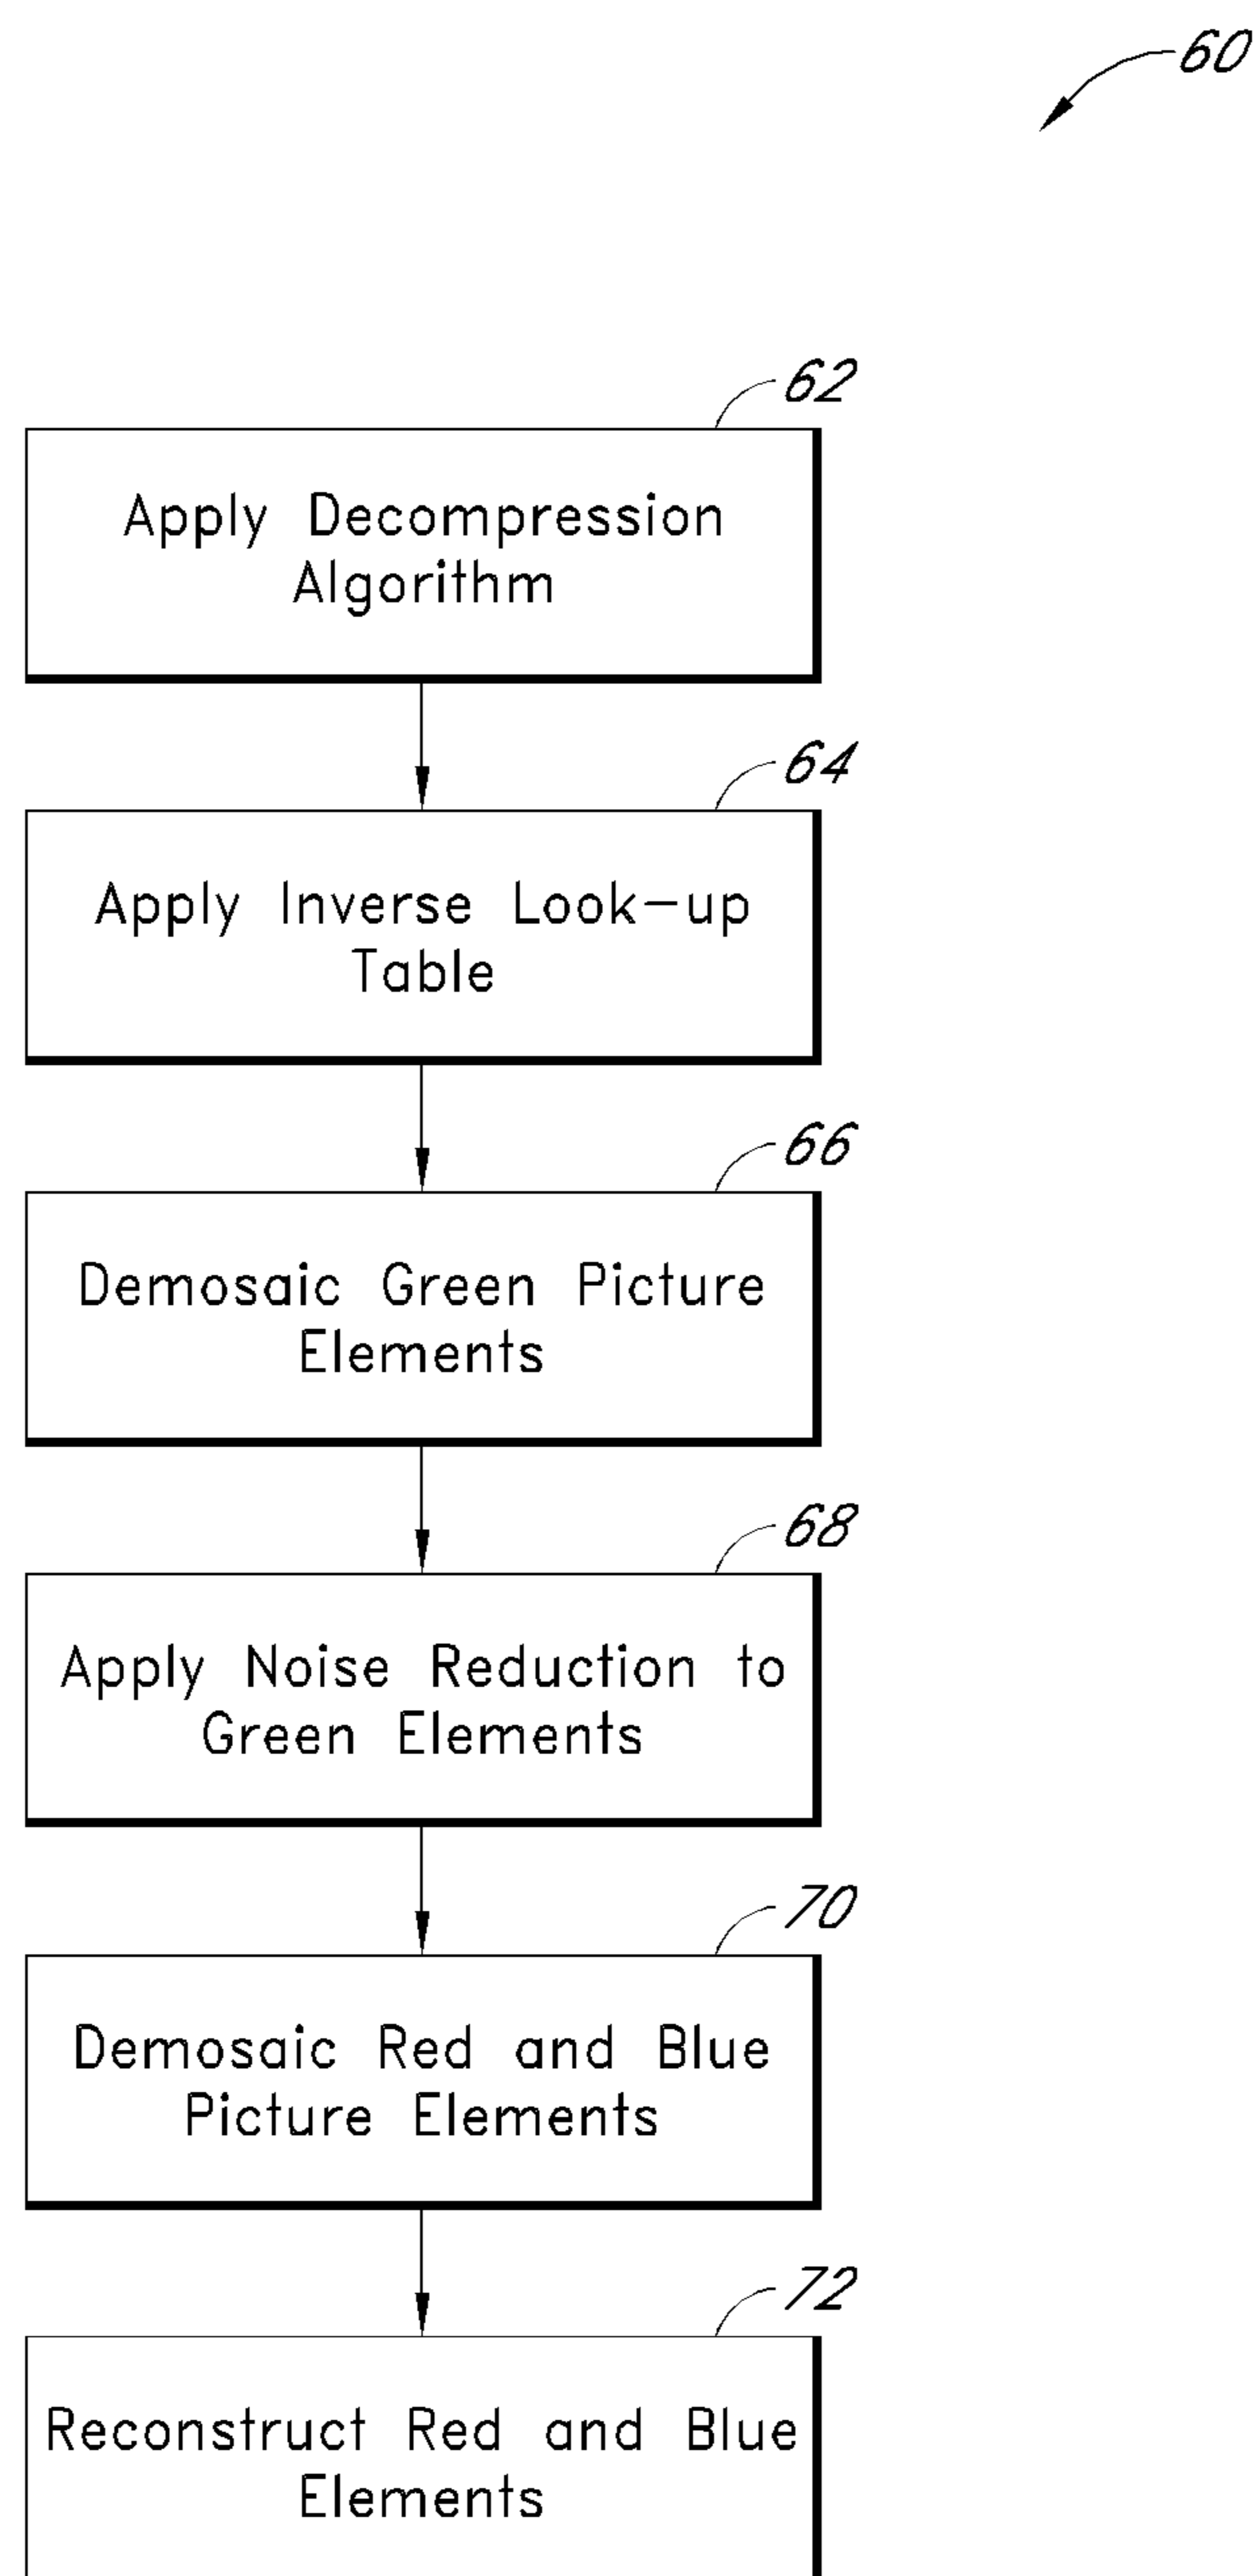 60
62
Apply Decompression
Algorithm
64
Apply Inverse Look-up
Table
66
Demosaic Green Picture
Elements
68
Apply Noise Reduction to
Green Elements
70
Demosaic Red and Blue
Picture Elements
72
Reconstruct Red and Blue
Elements